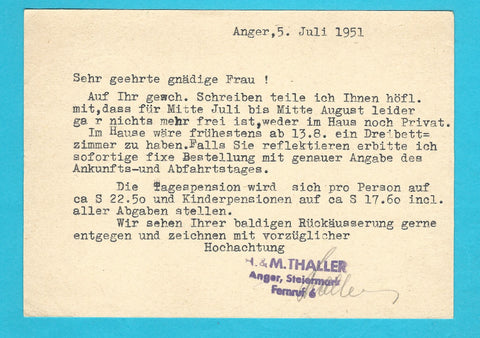 Anger,5. Juli 1951
Sehr geehrte gnädige Frau !
Auf Ihr gesch. Schreiben teile ich Ihnen höfl.
mit,dass für Mitte Juli bis Mitte August leider
ga r nichts mehr frei ist,weder im Haus noch Privat.
Im Hause wäre frühestens ab 13.8. ein Dreibett=
zimmer zu haben.Falls Sie reflektieren erbitte ich
sofortige fixe Bestellung mit genauer Angabe des
Ankunfts-und Abfahrtstages.
Die Tagespension wird sich pro Person auf
ca S 22.5o und Kinderpensionen auf ca S 17.6o incl.
aller Abgaben stellen.
Wir sehen Ihrer baldigen Rückäusserung gerne
entgegen und zeichnen mit vorzüglicher
Hochachtung
H.&M.THALLER
Anger, Steiermark
Fernruf 6
Thaller